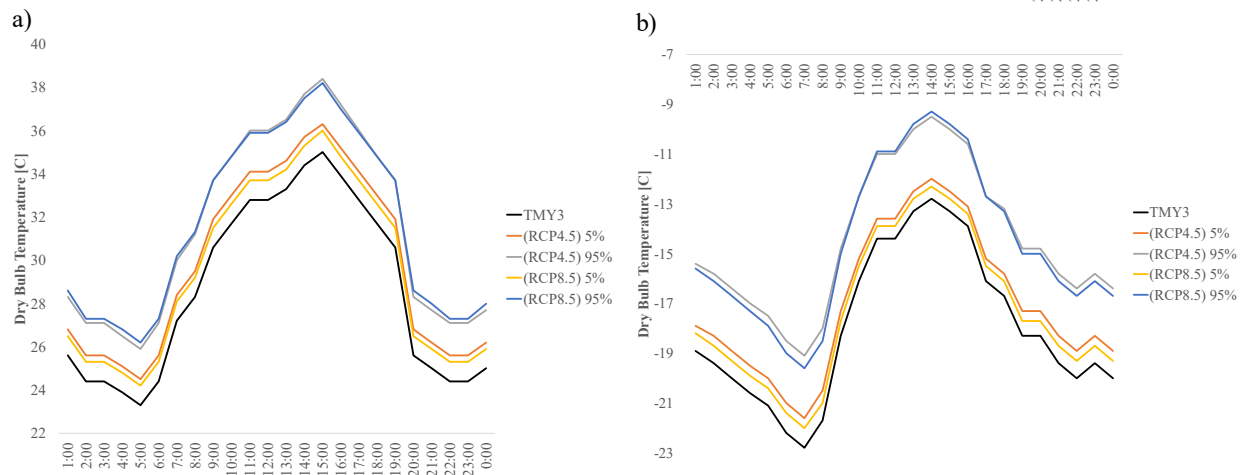 a)
Dry Bulb Temperature [C]
40
38
36
34
32
30
28
26
24
22
1:00 2:00 3:00 4:00 5:00 6:00 7:00 8:00 9:00 10:00 11:00 12:00 13:00 14:00 15:00 16:00 17:00 18:00 19:00 20:00 21:00 22:00 23:00 0:00
TMY3
(RCP4.5) 5%
(RCP4.5) 95%
(RCP8.5) 5%
(RCP8.5) 95%
b)
Dry Bulb Temperature [C]
-7
-9
-11
-13
-15
-17
-19
-21
-23
1:00 2:00 3:00 4:00 5:00 6:00 7:00 8:00 9:00 10:00 11:00 12:00 13:00 14:00 15:00 16:00 17:00 18:00 19:00 20:00 21:00 22:00 23:00 0:00
TMY3
(RCP4.5) 5%
(RCP4.5) 95%
(RCP8.5) 5%
(RCP8.5) 95%